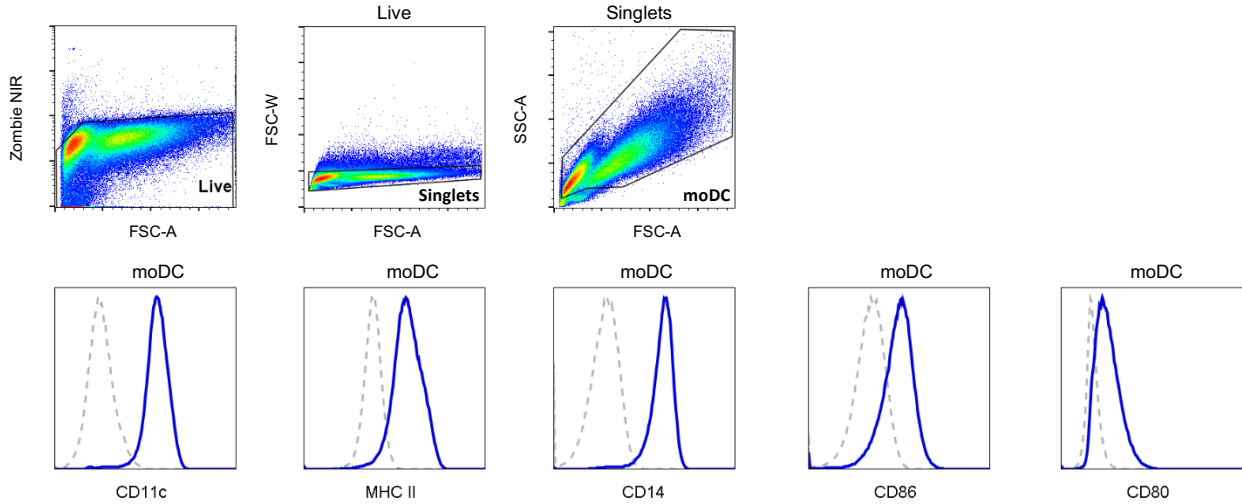 Live
Singlets
Zombie NIR
Live
FSC-A
FSC-W
Singlets
FSC-A
SSC-A
moDC
FSC-A
moDC
moDC
moDC
moDC
moDC
CD11c
MHC II
CD14
CD86
CD80